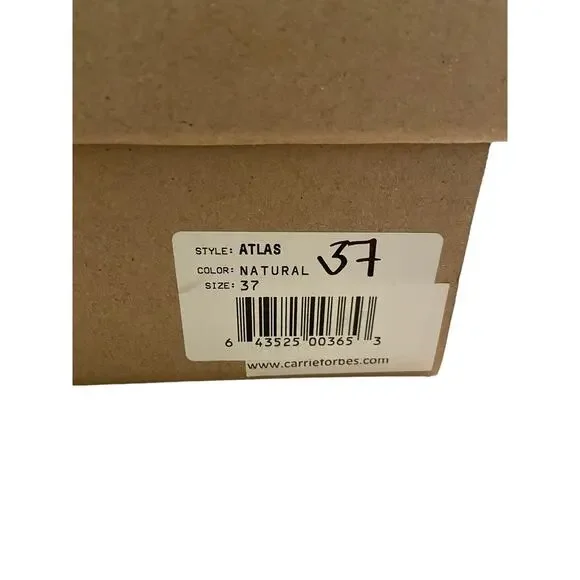 STYLE: ATLAS
COLOR: NATURAL 37
SIZE: 37
6 43525 00365 3
www.carrieforbes.com